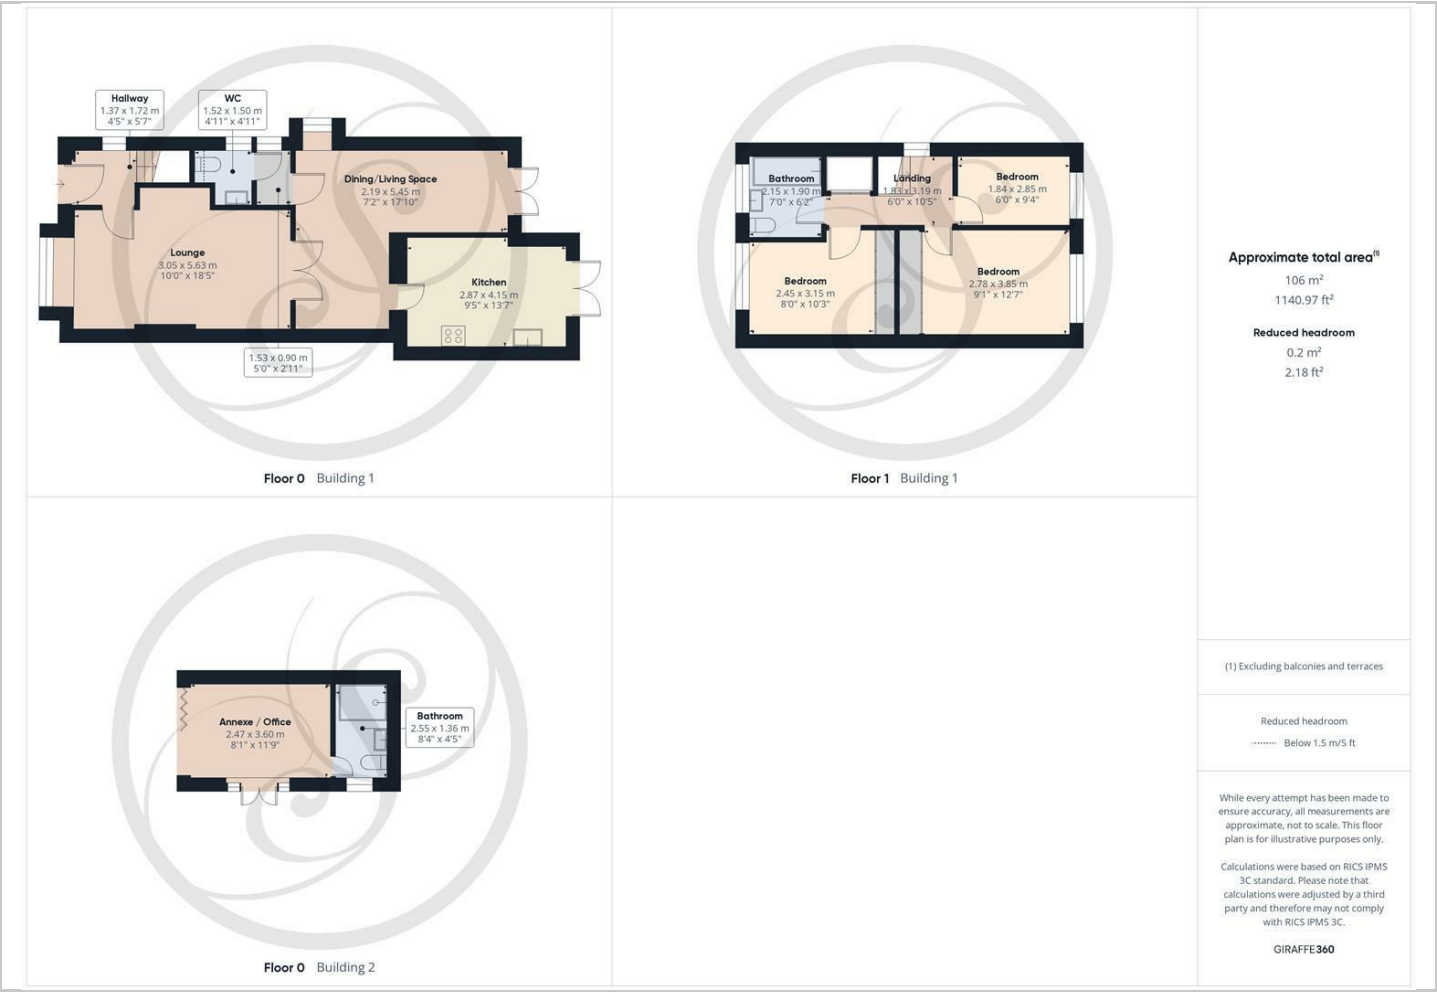 Hallway
1.37 x 1.72 m
4'5" x 5'7"
WC
1.52 x 1.50 m
4'11" x 4'11"
Dining/Living Space
2.19 x 5.45 m
7'2" x 17'10"
Lounge
3.05 x 5.63 m
10'0" x 18'5"
Kitchen
2.87 x 4.15 m
9'5" x 13'7"
1.53 x 0.90 m
5'0" x 2'11"
Floor 0 Building 1
Bathroom
2.15 x 1.90 m
7'0" x 6'2"
Landing
1.83 x 3.19 m
6'0" x 10'5"
Bedroom
1.84 x 2.85 m
6'0" x 9'4"
Bedroom
2.45 x 3.15 m
8'0" x 10'3"
Bedroom
2.78 x 3.85 m
9'1" x 12'7"
Floor 1 Building 1
Annexe / Office
2.47 x 3.60 m
8'1" x 11'9"
Bathroom
2.55 x 1.36 m
8'4" x 4'5"
Floor 0 Building 2
Approximate total area(1)
106 m²
1140.97 ft²
Reduced headroom
0.2 m²
2.18 ft²
(1) Excluding balconies and terraces
Reduced headroom
Below 1.5 m/5 ft
While every attempt has been made to
ensure accuracy, all measurements are
approximate, not to scale. This floor
plan is for illustrative purposes only.
Calculations were based on RICS IPMS
3C standard. Please note that
calculations were adjusted by a third
party and therefore may not comply
with RICS IPMS 3C.
GIRAFFE360